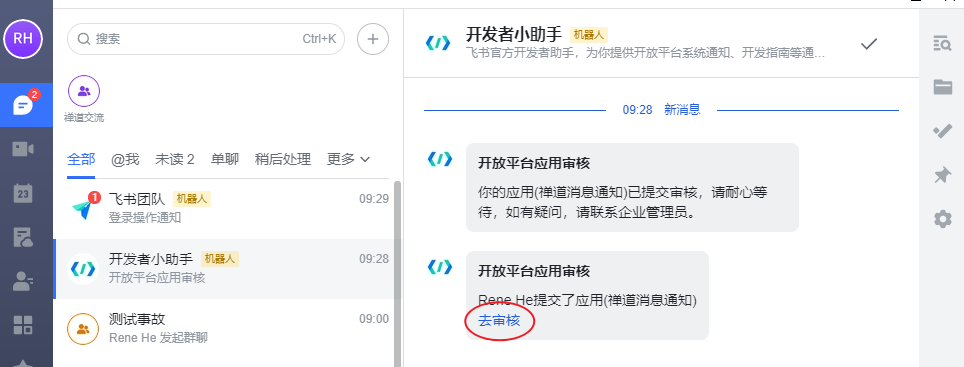 RH
搜索
Ctrl+K
禅道交流
2
23
全部
@我
未读 2
单聊
稍后处理
更多
1
飞书团队
机器人
09:29
登录操作通知
开发者小助手
机器人
09:28
开放平台应用审核
测试事故
09:00
Rene He 发起群聊
开发者小助手
机器人
飞书官方开发者助手，为你提供开放平台系统通知、开发指南等通…
09:28 新消息
开放平台应用审核
你的应用(禅道消息通知)已提交审核，请耐心等
待，如有疑问，请联系企业管理员。
开放平台应用审核
Rene He提交了应用(禅道消息通知)
去审核